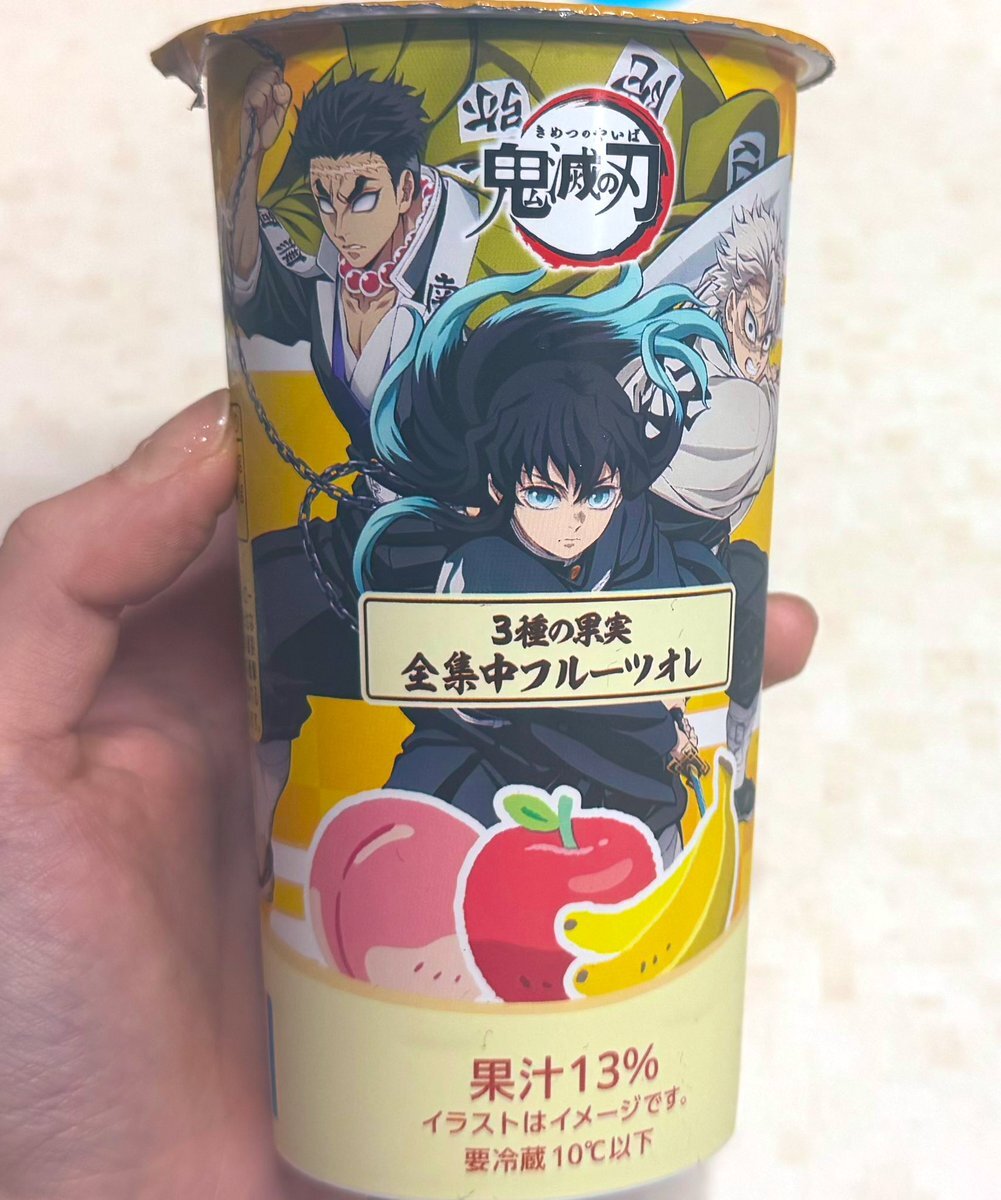 きめつのやいば
鬼滅の刃
南
3種の果実
全集中フルーツオレ
果汁13%
イラストはイメージです。
要冷蔵10℃以下